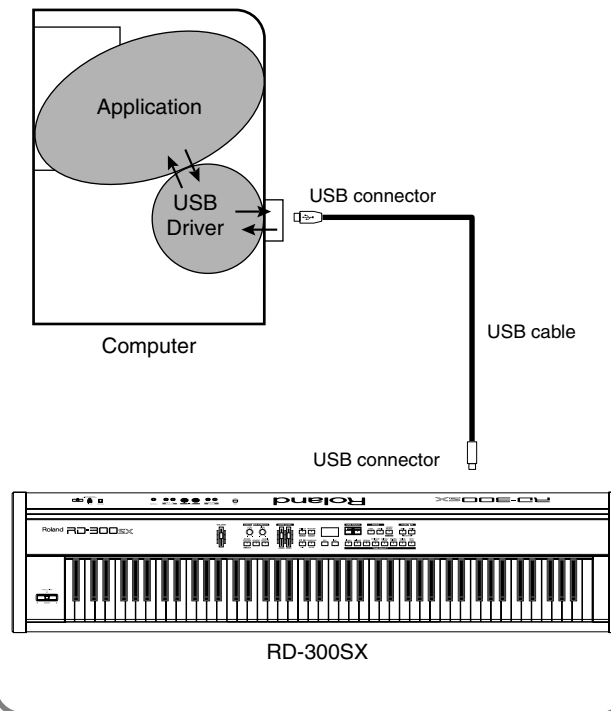 Application
USB
Driver
USB connector
Computer
USB cable
USB connector
Roland
RD-300SX
Roland RD-300SX
RD-300SX